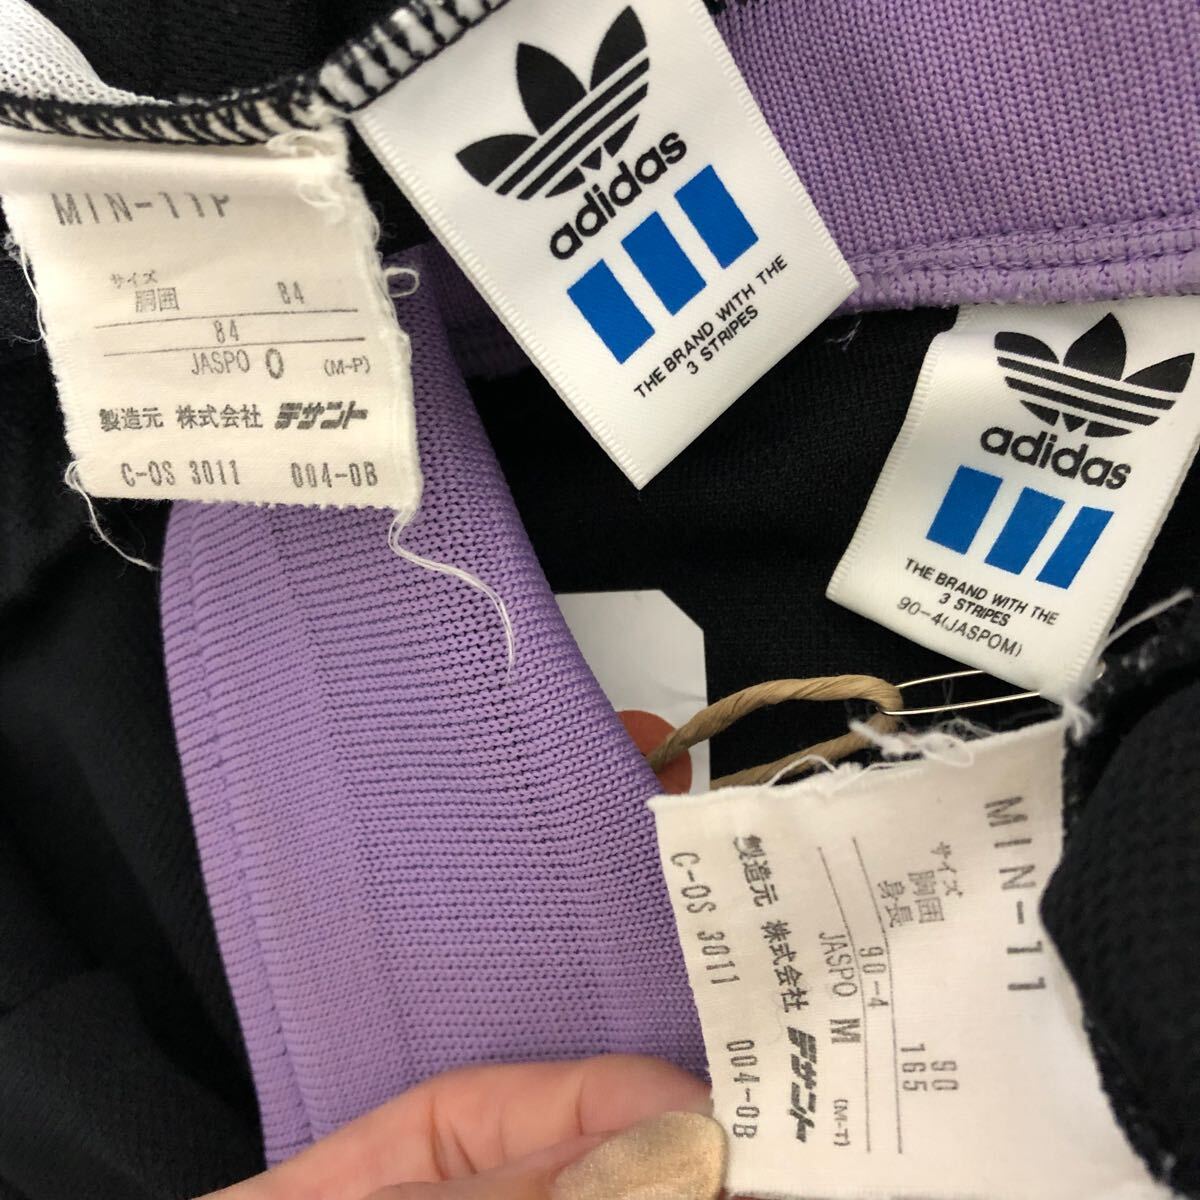 MIN-11P
サイズ
胸囲 84
84
JASPO O (M-P)
製造元 株式会社 デサント
C-OS 3011 004-0B
adidas
THE BRAND WITH THE
3 STRIPES
adidas
THE BRAND WITH THE
3 STRIPES
90-4(JASPOM)
MIN-11
サイズ
胸囲 90
身長 165
90-4
JASPO M (M-T)
製造元 株式会社 デサント
C-OS 3011 004-0B